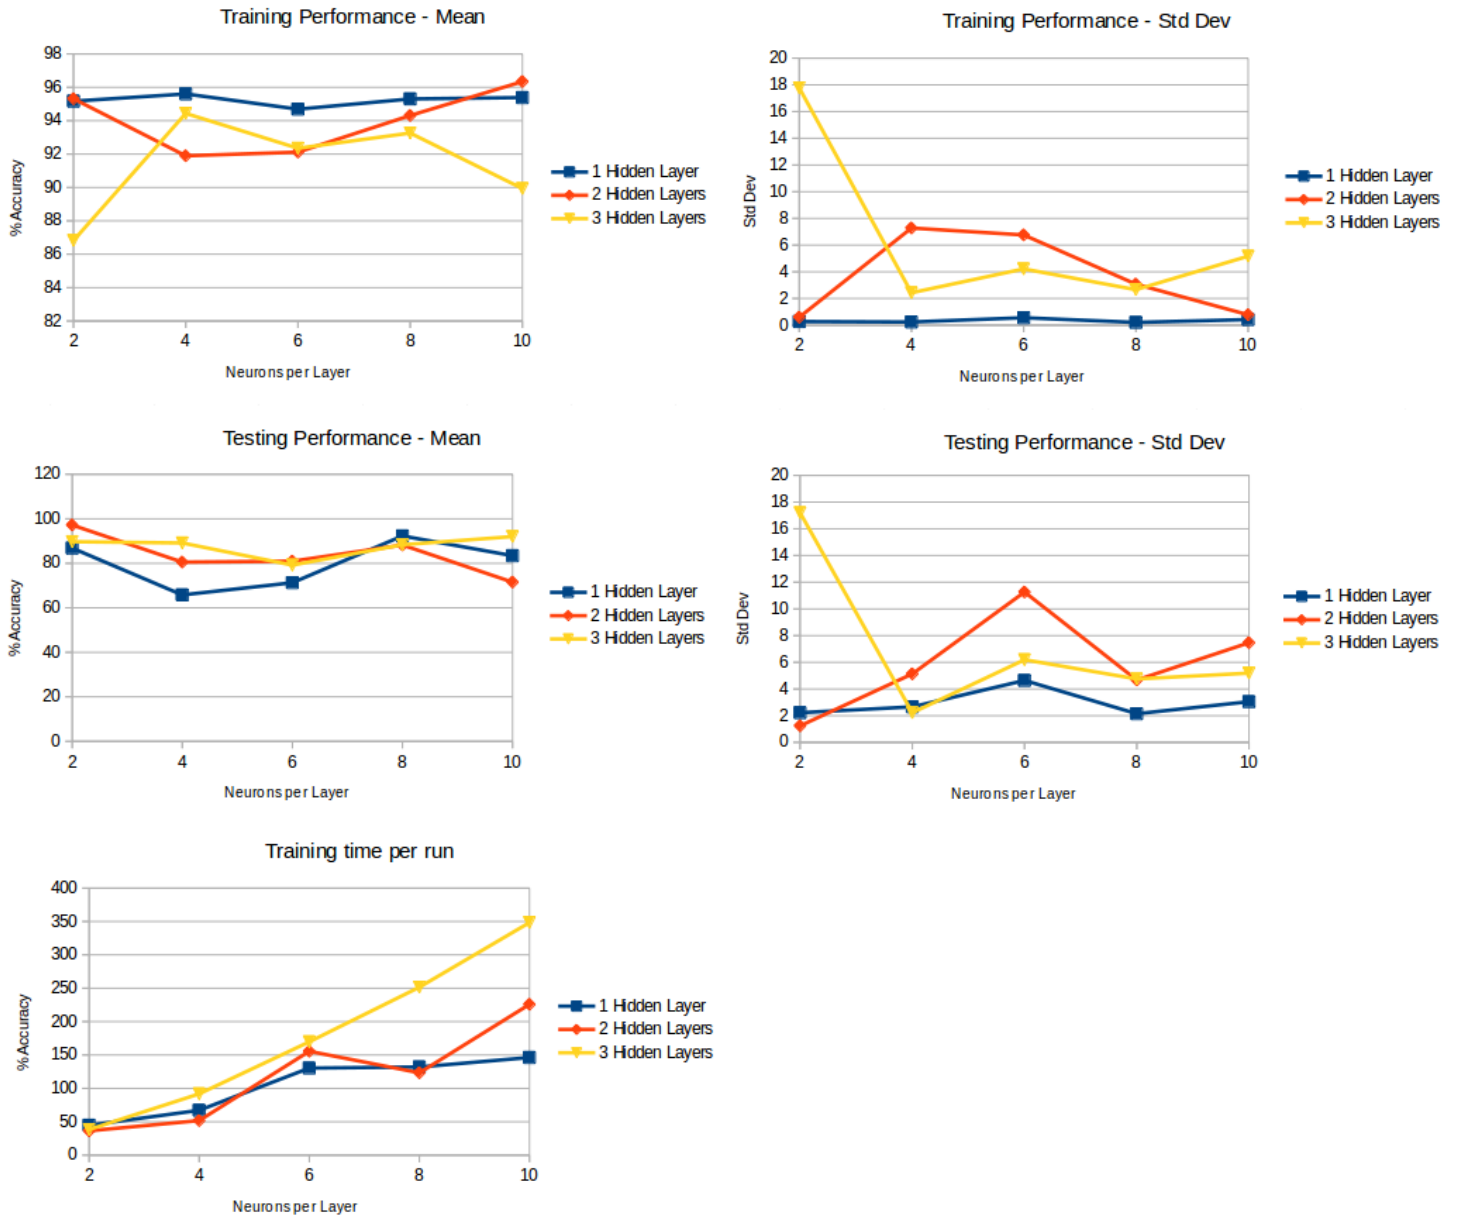 Training Performance - Mean
98
96
94
92
90
88
86
84
82
2 4 6 8 10
% Accuracy
Neurons per Layer
1 Hidden Layer
2 Hidden Layers
3 Hidden Layers
Training Performance - Std Dev
20
18
16
14
12
10
8
6
4
2
0
2 4 6 8 10
Std Dev
Neurons per Layer
1 Hidden Layer
2 Hidden Layers
3 Hidden Layers
Testing Performance - Mean
120
100
80
60
40
20
0
2 4 6 8 10
% Accuracy
Neurons per Layer
1 Hidden Layer
2 Hidden Layers
3 Hidden Layers
Testing Performance - Std Dev
20
18
16
14
12
10
8
6
4
2
0
2 4 6 8 10
Std Dev
Neurons per Layer
1 Hidden Layer
2 Hidden Layers
3 Hidden Layers
Training time per run
400
350
300
250
200
150
100
50
0
2 4 6 8 10
% Accuracy
Neurons per Layer
1 Hidden Layer
2 Hidden Layers
3 Hidden Layers